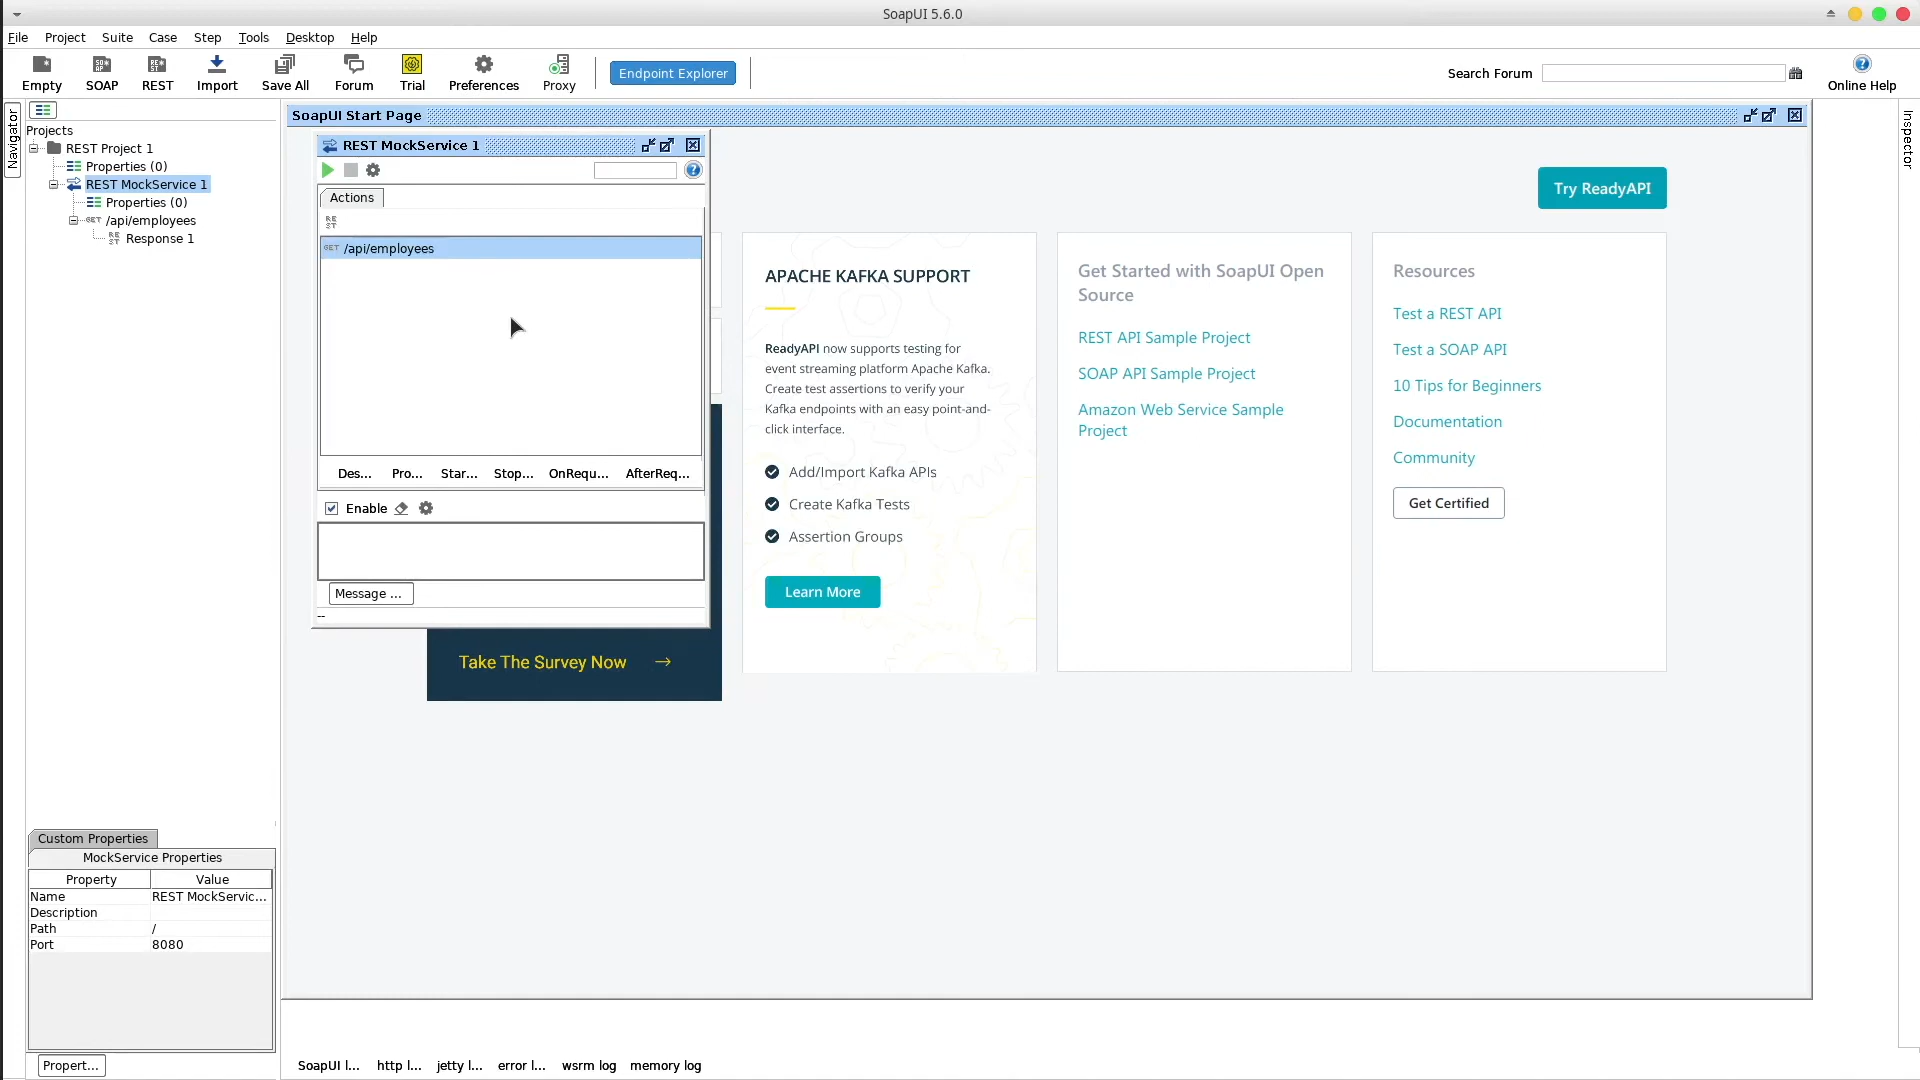 SoapUI 5.6.0
File Project Suite Case Step Tools Desktop Help
Empty SOAP REST Import Save All Forum Trial Preferences Proxy Endpoint Explorer Search Forum Online Help
Navigator
Inspector
Projects
REST Project 1
Properties (0)
REST MockService 1
Properties (0)
GET /api/employees
Response 1
SoapUI Start Page
REST MockService 1
Actions
GET /api/employees
Des... Pro... Star... Stop... OnRequ... AfterReq...
Enable
Message ...
--
Take The Survey Now →
APACHE KAFKA SUPPORT
ReadyAPI now supports testing for
event streaming platform Apache Kafka.
Create test assertions to verify your
Kafka endpoints with an easy point-and-
click interface.
Add/Import Kafka APIs
Create Kafka Tests
Assertion Groups
Learn More
Try ReadyAPI
Get Started with SoapUI Open
Source
REST API Sample Project
SOAP API Sample Project
Amazon Web Service Sample
Project
Resources
Test a REST API
Test a SOAP API
10 Tips for Beginners
Documentation
Community
Get Certified
Custom Properties
MockService Properties
Property Value
Name REST MockServic...
Description
Path /
Port 8080
Propert...
SoapUI l... http l... jetty l... error l... wsrm log memory log